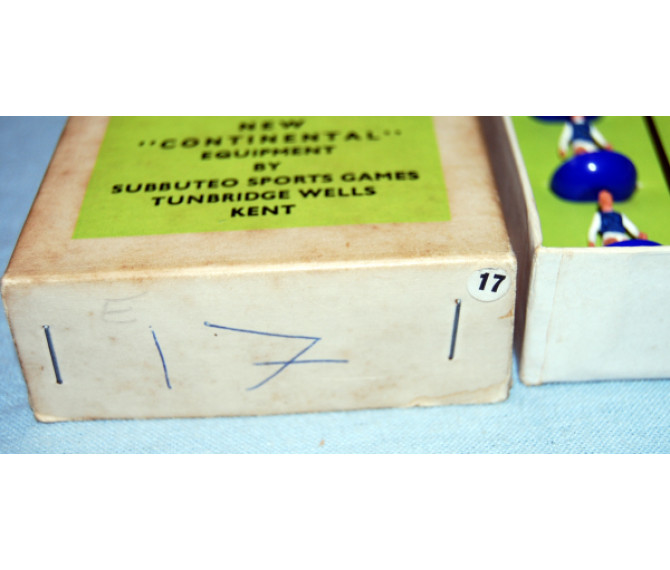 NEW
"CONTINENTAL"
EQUIPMENT
BY
SUBBUTEO SPORTS GAMES
TUNBRIDGE WELLS
KENT
17
E
17